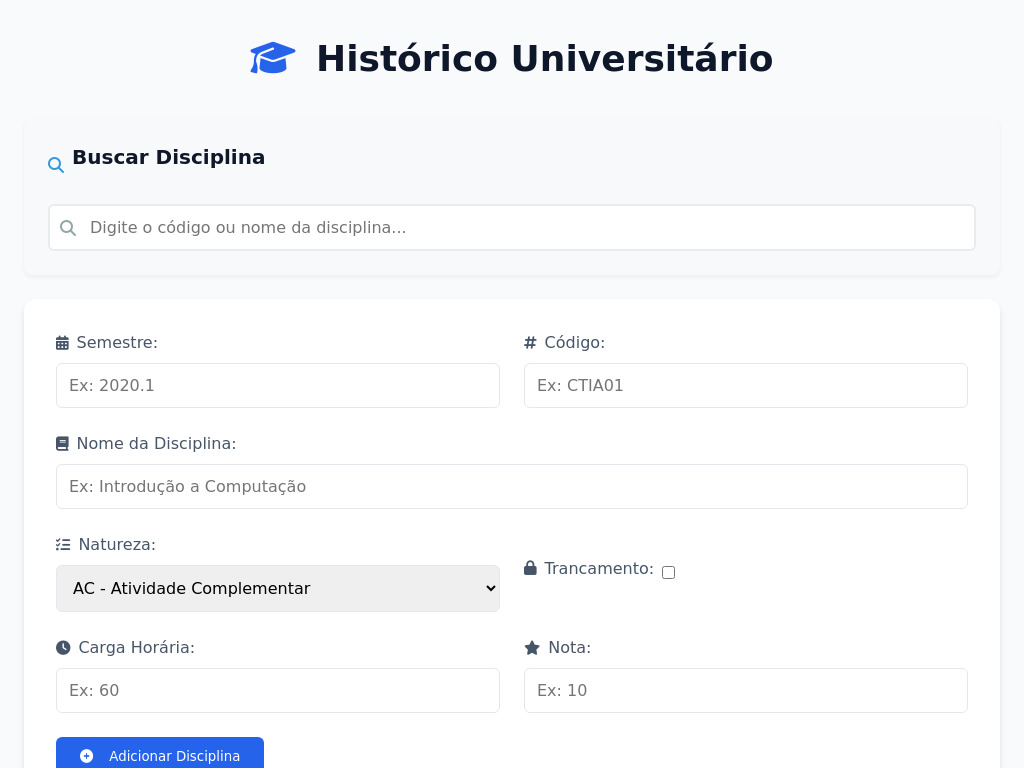 Histórico Universitário
Buscar Disciplina
Digite o código ou nome da disciplina...
Semestre:
Código:
Ex: 2020.1
Ex: CTIA01
Nome da Disciplina:
Ex: Introdução a Computação
Natureza:
Trancamento:
AC - Atividade Complementar
Carga Horária:
Nota:
Ex: 60
Ex: 10
Adicionar Disciplina